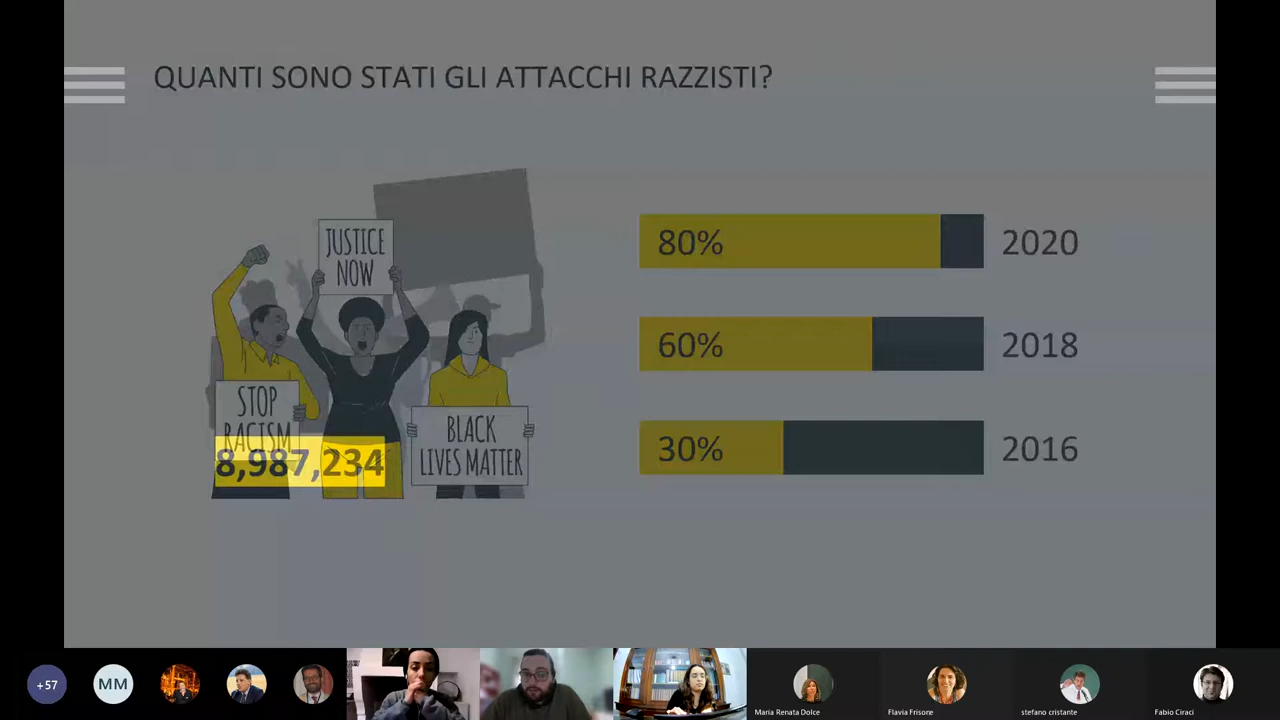 QUANTI SONO STATI GLI ATTACCHI RAZZISTI?
JUSTICE
NOW
STOP
RACISM
8,987,234
BLACK
LIVES MATTER
80%
2020
60%
2018
30%
2016
+57
MM
Maria Renata Dolce
Flavia Frisone
stefano cristante
Fabio Ciraci